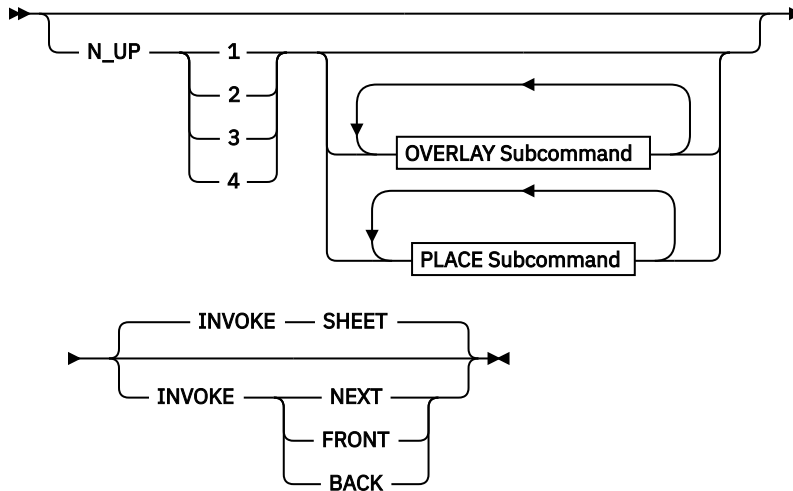 N_UP 1
2
3
4
OVERLAY Subcommand
PLACE Subcommand
INVOKE SHEET
INVOKE NEXT
FRONT
BACK